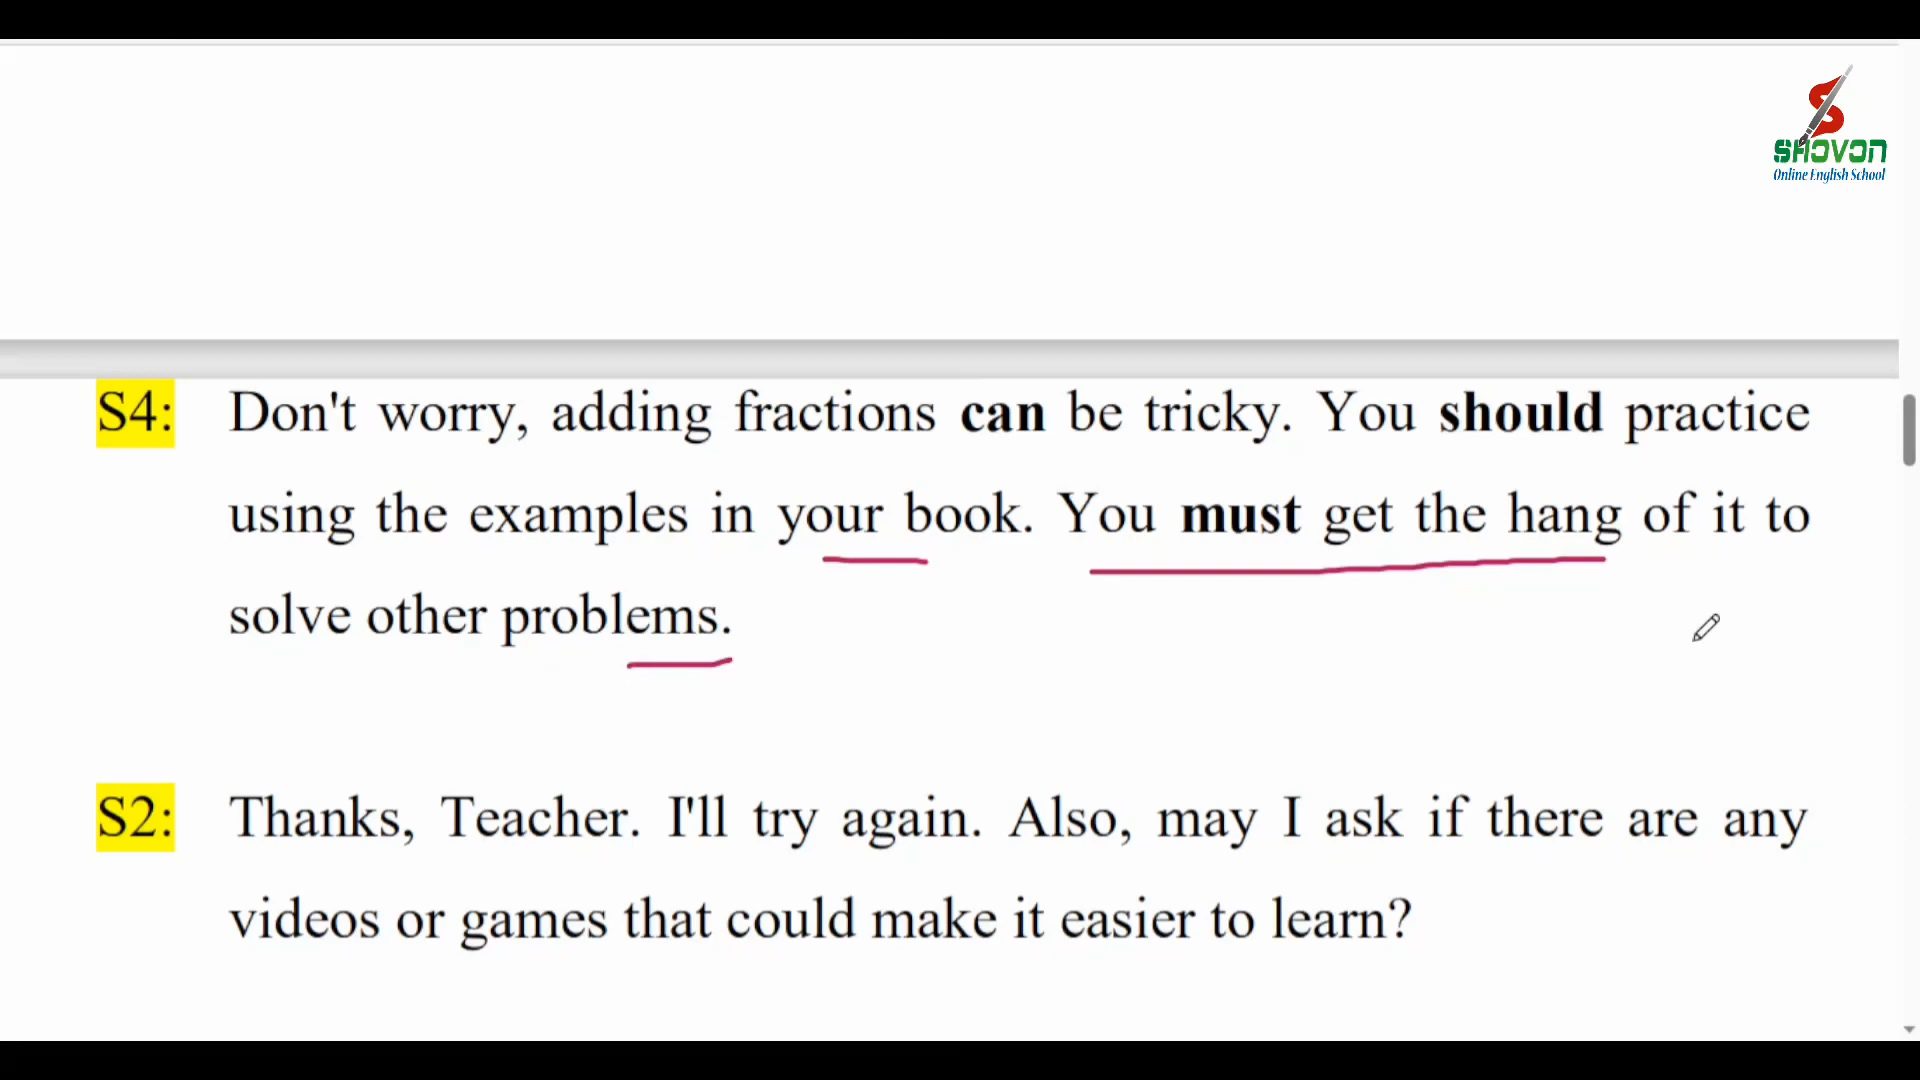 SHOVON
Online English School
S4: Don't worry, adding fractions can be tricky. You should practice
using the examples in your book. You must get the hang of it to
solve other problems.
S2: Thanks, Teacher. I'll try again. Also, may I ask if there are any
videos or games that could make it easier to learn?